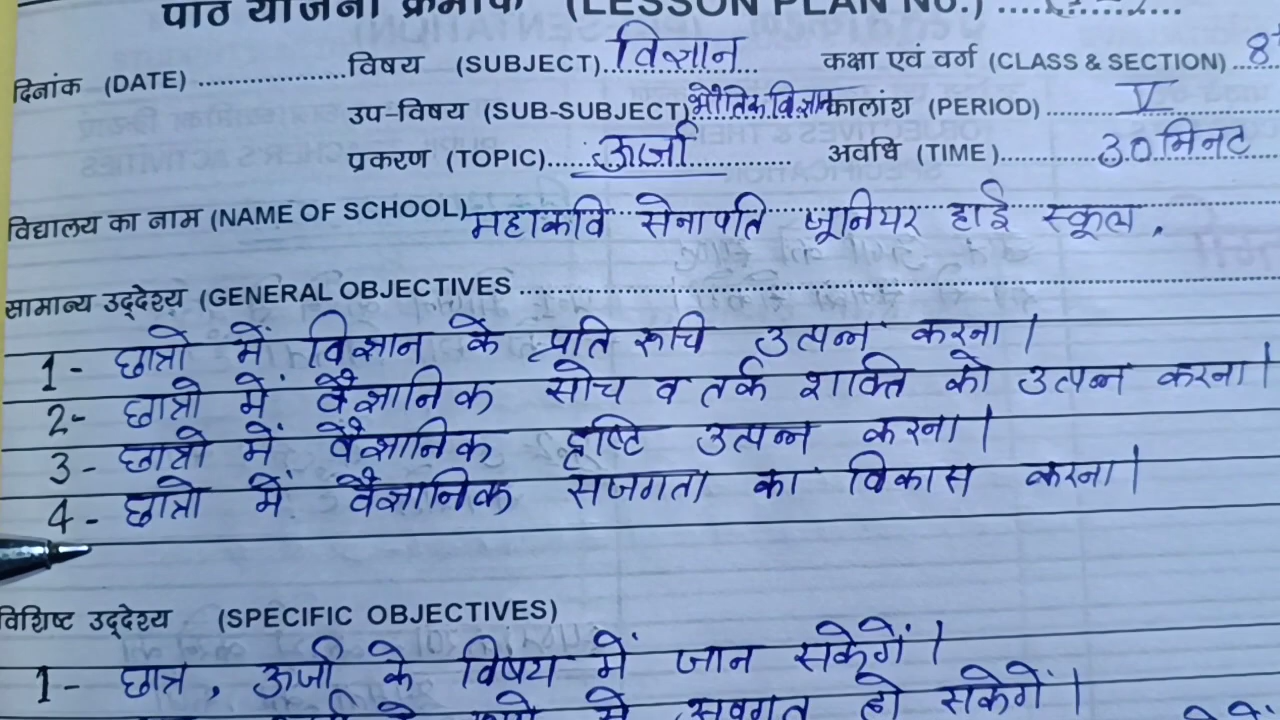 पाठ योजना क्रमांक (LESSON PLAN No.)
दिनांक (DATE) .................... विषय (SUBJECT) विज्ञान कक्षा एवं वर्ग (CLASS & SECTION) 8
उप-विषय (SUB-SUBJECT) भौतिक विज्ञान कालांश (PERIOD) V
प्रकरण (TOPIC) ऊर्जा अवधि (TIME) 30 मिनट
विद्यालय का नाम (NAME OF SCHOOL) महाकवि सेनापति जूनियर हाई स्कूल .
सामान्य उद्देश्य (GENERAL OBJECTIVES
1- छात्रो में विज्ञान के प्रति रूचि उत्पन्न करना।
2- छात्रो में वैज्ञानिक सोच व तर्क शक्ति को उत्पन्न करना।
3- छात्रो में वैज्ञानिक दृष्टि उत्पन्न करना।
4- छात्रो में वैज्ञानिक सजगता का विकास करना।
विशिष्ट उद्देश्य (SPECIFIC OBJECTIVES)
1- छात्र, ऊर्जा के विषय में जान सकेगें।
के में अवगत हो सकेगें।